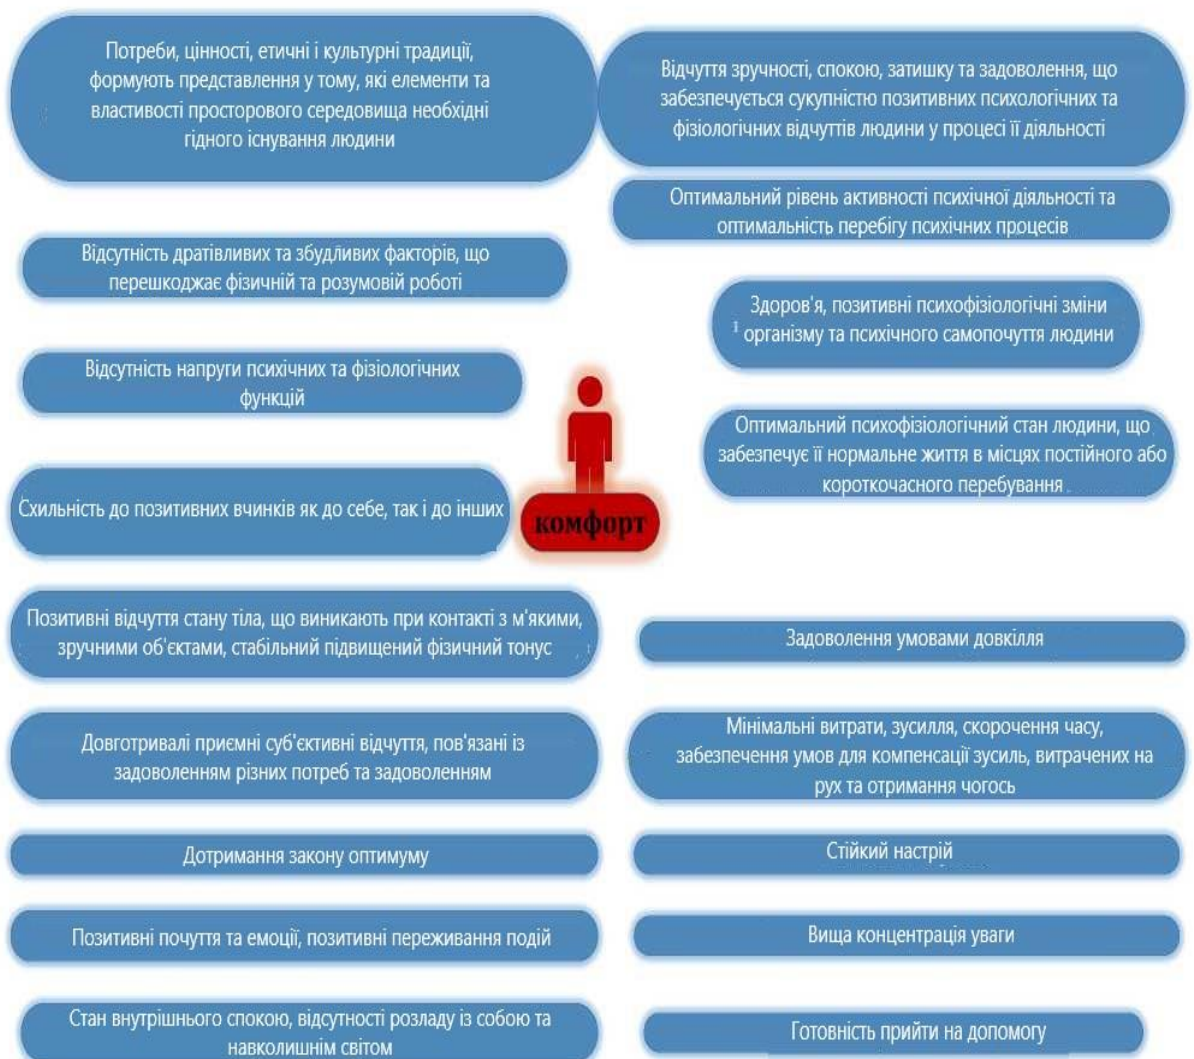 Потреби, цінності, етичні і культурні традиції,
формують представлення у тому, які елементи та
властивості просторового середовища необхідні
гідного існування людини
Відчуття зручності, спокою, затишку та задоволення, що
забезпечується сукупністю позитивних психологічних та
фізіологічних відчуттів людини у процесі її діяльності
Оптимальний рівень активності психічної діяльності та
оптимальність перебігу психічних процесів
Відсутність дратівливих та збудливих факторів, що
перешкоджає фізичній та розумовій роботі
Здоров'я, позитивні психофізіологічні зміни
організму та психічного самопочуття людини
Відсутність напруги психічних та фізіологічних
функцій
Оптимальний психофізіологічний стан людини, що
забезпечує її нормальне життя в місцях постійного або
короткочасного перебування
Схильність до позитивних вчинків як до себе, так і до інших
комфорт
Позитивні відчуття стану тіла, що виникають при контакті з м'якими,
зручними об'єктами, стабільний підвищений фізичний тонус
Задоволення умовами довкілля
Довготривалі приємні суб'єктивні відчуття, пов'язані із
задоволенням різних потреб та задоволенням
Мінімальні витрати, зусилля, скорочення часу,
забезпечення умов для компенсації зусиль, витрачених на
рух та отримання чогось
Дотримання закону оптимуму
Стійкий настрій
Позитивні почуття та емоції, позитивні переживання подій
Вища концентрація уваги
Стан внутрішнього спокою, відсутності розладу із собою та
навколишнім світом
Готовність прийти на допомогу